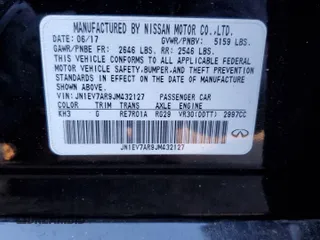 MANUFACTURED BY NISSAN MOTOR CO.,LTD.
DATE: 06/17 GVWR/PNBV: 5159 LBS.
GAWR/PNBE FR: 2646 LBS. RR: 2546 LBS.
THIS VEHICLE CONFORMS TO ALL APPLICABLE
FEDERAL MOTOR VEHICLE SAFETY,BUMPER,AND THEFT
PREVENTION STANDARDS IN EFFECT ON THE DATE OF
MANUFACTURE SHOWN ABOVE.
VIN: JN1EV7AR9JM432127 PASSENGER CAR
COLOR TRIM TRANS AXLE ENGINE
KH3 G RE7R01A RG29 VR30(DDTT) 2997CC
JN1EV7AR9JM432127